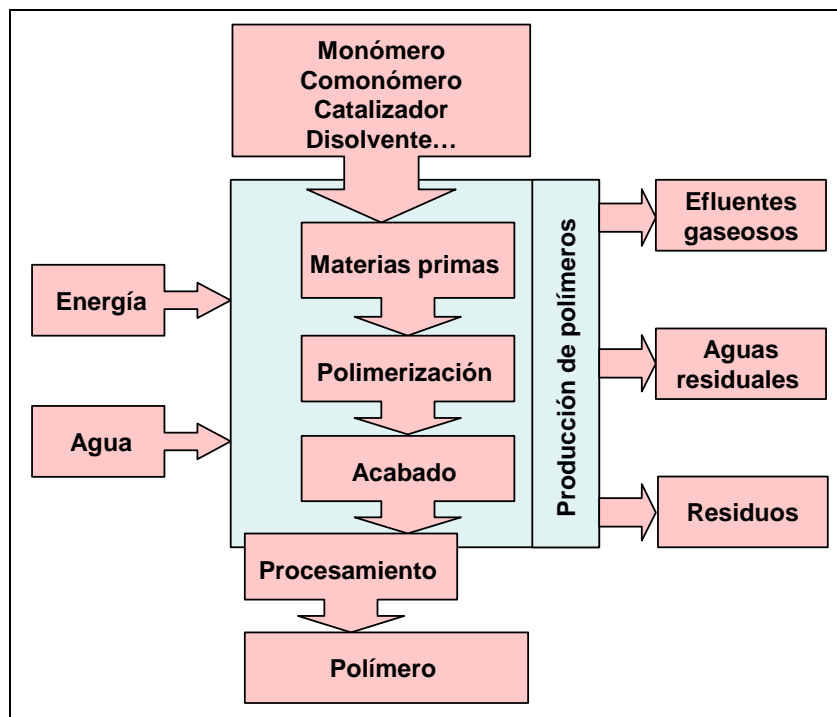 Monómero
Comonómero
Catalizador
Disolvente…
Materias primas
Polimerización
Acabado
Procesamiento
Polímero
Energía
Agua
Producción de polímeros
Efluentes
gaseosos
Aguas
residuales
Residuos